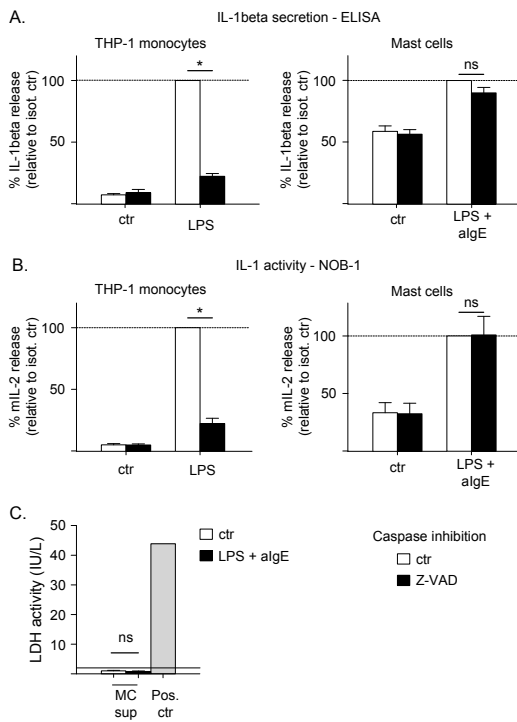 A.
IL-1beta secretion - ELISA
THP-1 monocytes
Mast cells
% IL-1beta release
(relative to isot. ctr)
100
50
*
ctr
LPS
% IL-1beta release
(relative to isot. ctr)
100
50
ns
ctr
LPS +
aIgE
B.
IL-1 activity - NOB-1
THP-1 monocytes
Mast cells
% mIL-2 release
(relative to isot. ctr)
100
50
*
ctr
LPS
% mIL-2 release
(relative to isot. ctr)
100
50
ns
ctr
LPS +
aIgE
C.
LDH activity (IU/L)
50
40
30
20
10
ns
MC
sup
Pos.
ctr
ctr
LPS + aIgE
Caspase inhibition
ctr
Z-VAD